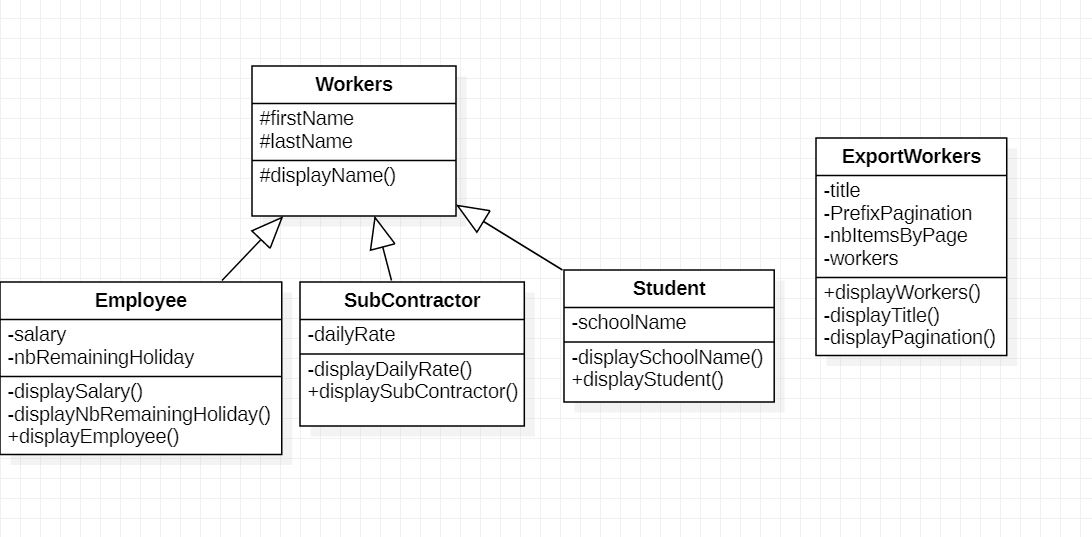 Workers
#firstName
#lastName
#displayName()
Employee
-salary
-nbRemainingHoliday
-displaySalary()
-displayNbRemainingHoliday()
+displayEmployee()
SubContractor
-dailyRate
-displayDailyRate()
+displaySubContractor()
Student
-schoolName
-displaySchoolName()
+displayStudent()
ExportWorkers
-title
-PrefixPagination
-nbItemsByPage
-workers
+displayWorkers()
-displayTitle()
-displayPagination()